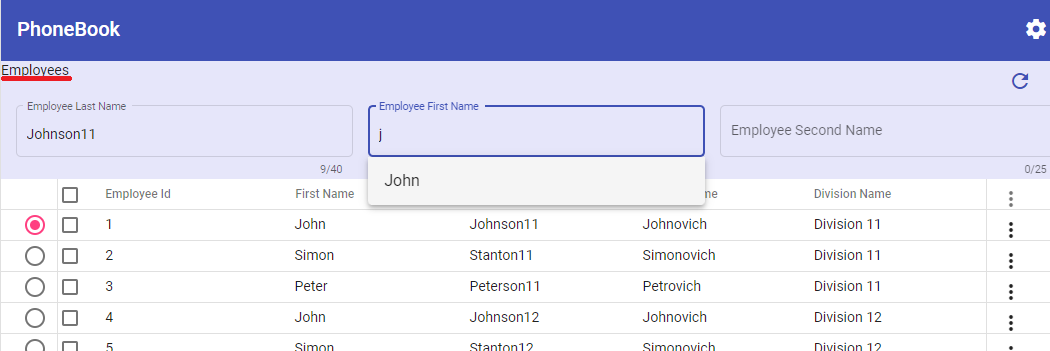 PhoneBook
Employees
Employee Last Name Employee First Name
Johnson11 j Employee Second Name
9/40 0/25
John
Employee Id First Name me Division Name
1 John Johnson11 Johnovich Division 11
2 Simon Stanton11 Simonovich Division 11
3 Peter Peterson11 Petrovich Division 11
4 John Johnson12 Johnovich Division 12
5 Simon Stanton12 Simonovich Division 12